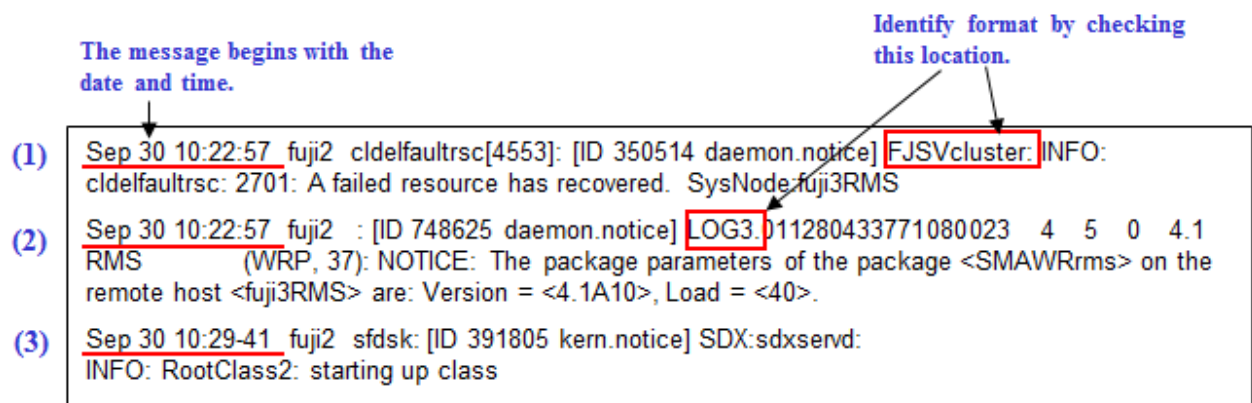 Identify format by checking
this location.
The message begins with the
date and time.
(1) Sep 30 10:22:57 fuji2 cldelfaultrsc[4553]: [ID 350514 daemon.notice] FJSVcluster: INFO:
cldelfaultrsc: 2701: A failed resource has recovered. SysNode:fuji3RMS
(2) Sep 30 10:22:57 fuji2 : [ID 748625 daemon.notice] LOG3.011280433771080023 4 5 0 4.1
RMS (WRP, 37): NOTICE: The package parameters of the package <SMAWRrms> on the
remote host <fuji3RMS> are: Version = <4.1A10>, Load = <40>.
(3) Sep 30 10:29-41 fuji2 sfdsk: [ID 391805 kern.notice] SDX:sdxservd:
INFO: RootClass2: starting up class